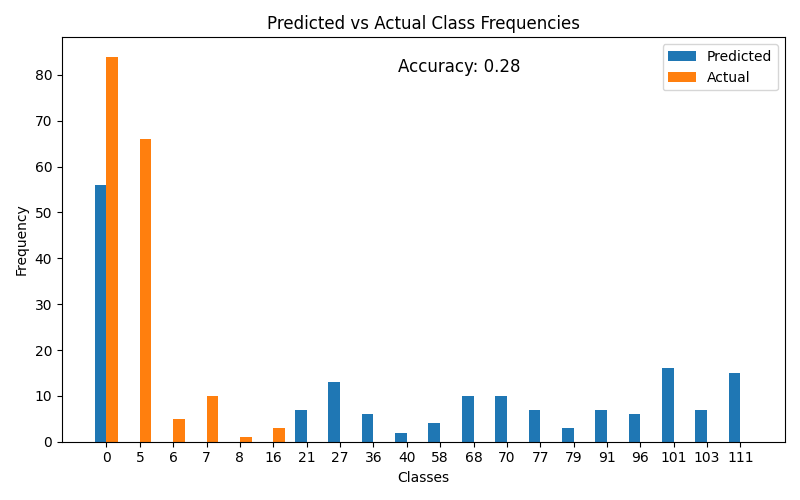 Predicted vs Actual Class Frequencies
Accuracy: 0.28
Predicted
Actual
Frequency
80
70
60
50
40
30
20
10
0
0 5 6 7 8 16 21 27 36 40 58 68 70 77 79 91 96 101 103 111
Classes